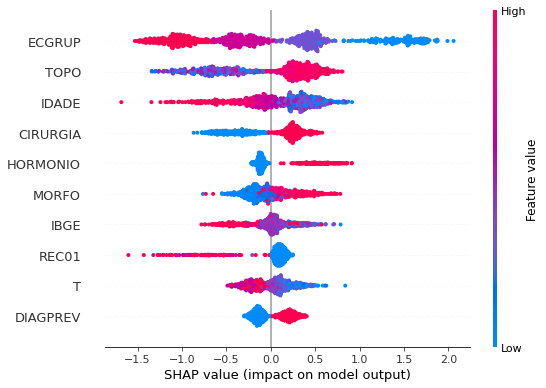 High
ECGRUP
TOPO
IDADE
CIRURGIA
HORMONIO
MORFO
IBGE
REC01
T
DIAGPREV
Feature value
Low
−1.5 −1.0 −0.5 0.0 0.5 1.0 1.5 2.0
SHAP value (impact on model output)